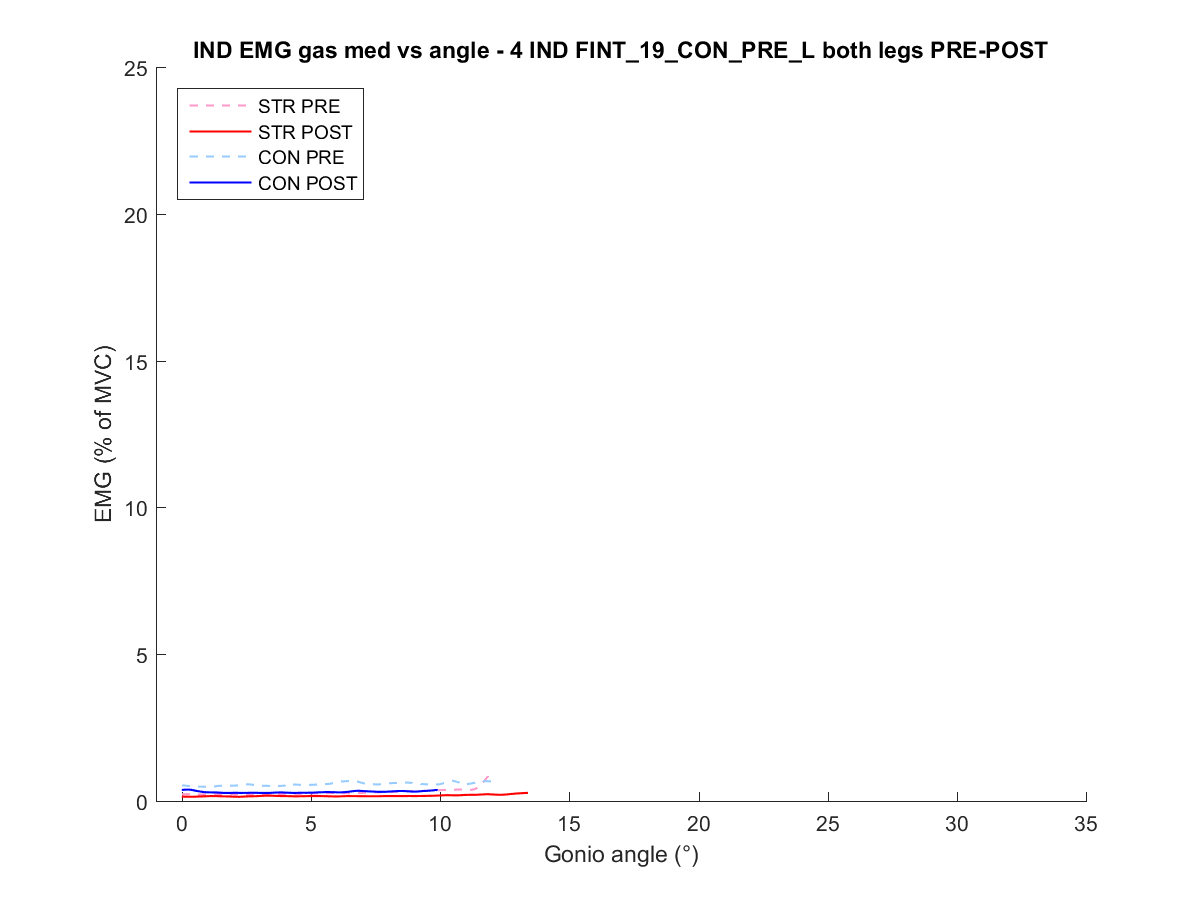 IND EMG gas med vs angle - 4 IND FINT_19_CON_PRE_L both legs PRE-POST
25
STR PRE
STR POST
CON PRE
CON POST
20
15
EMG (% of MVC)
10
5
0
0 5 10 15 20 25 30 35
Gonio angle (°)